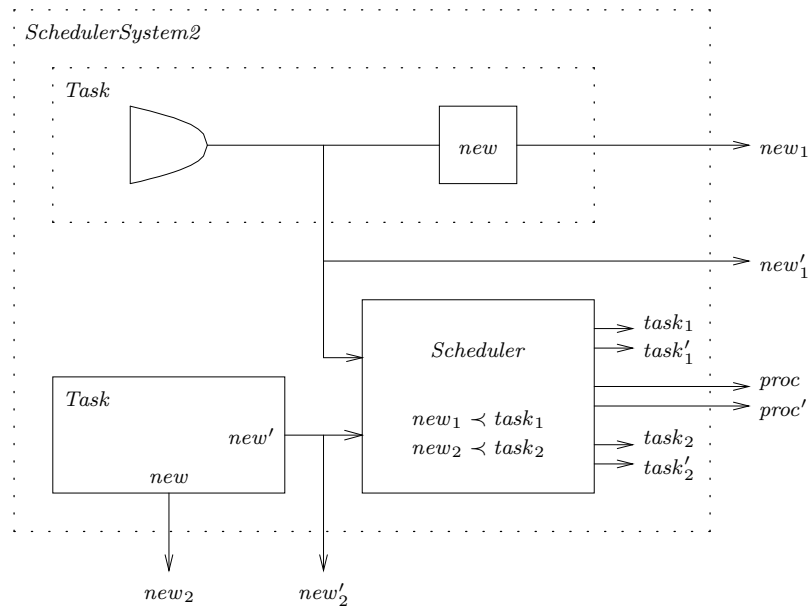 SchedulerSystem2
Task
new
new₁
new′₁
Scheduler
new₁ ≺ task₁
new₂ ≺ task₂
task₁
task′₁
proc
proc′
task₂
task′₂
Task
new′
new
new₂
new′₂